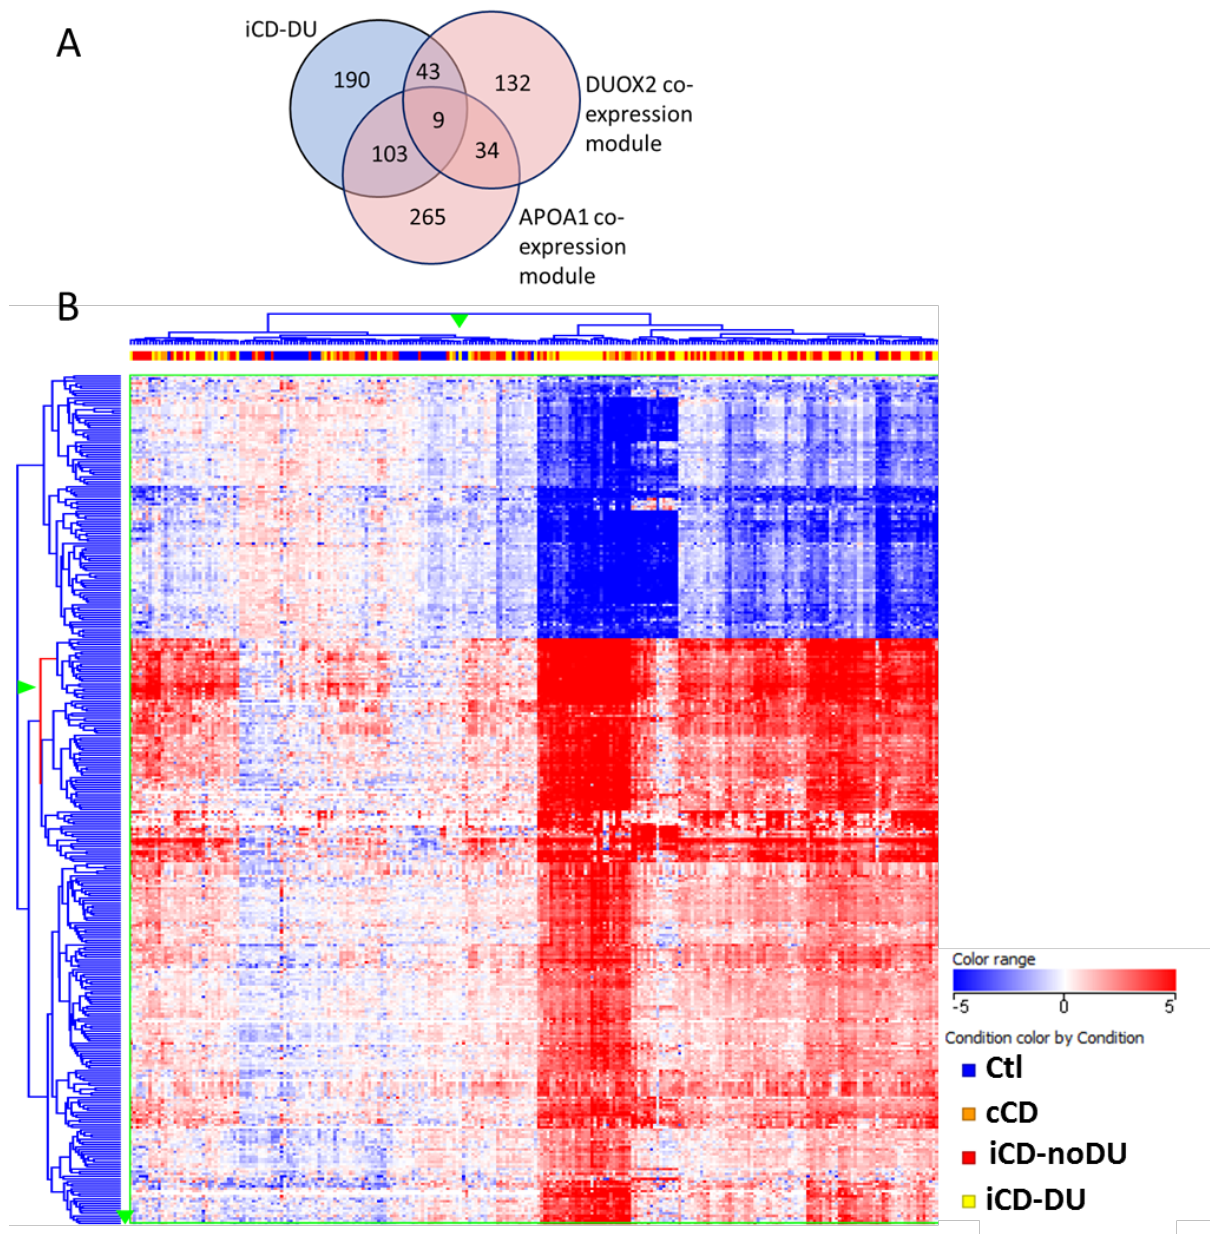 A
iCD-DU
190
43
132
DUOX2 co-
expression
module
9
103
34
265
APOA1 co-
expression
module
B
Color range
-5
0
5
Condition color by Condition
Ctl
cCD
iCD-noDU
iCD-DU